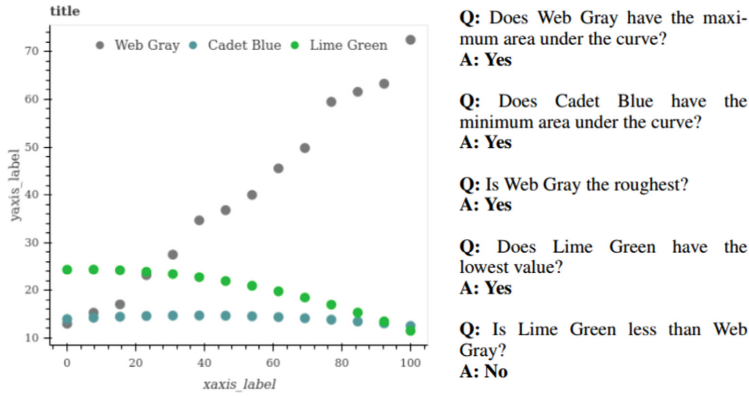 title
Web Gray Cadet Blue Lime Green
70
60
50
40
30
20
10
yaxis_label
0 20 40 60 80 100
xaxis_label
Q: Does Web Gray have the maxi-
mum area under the curve?
A: Yes
Q: Does Cadet Blue have the
minimum area under the curve?
A: Yes
Q: Is Web Gray the roughest?
A: Yes
Q: Does Lime Green have the
lowest value?
A: Yes
Q: Is Lime Green less than Web
Gray?
A: No